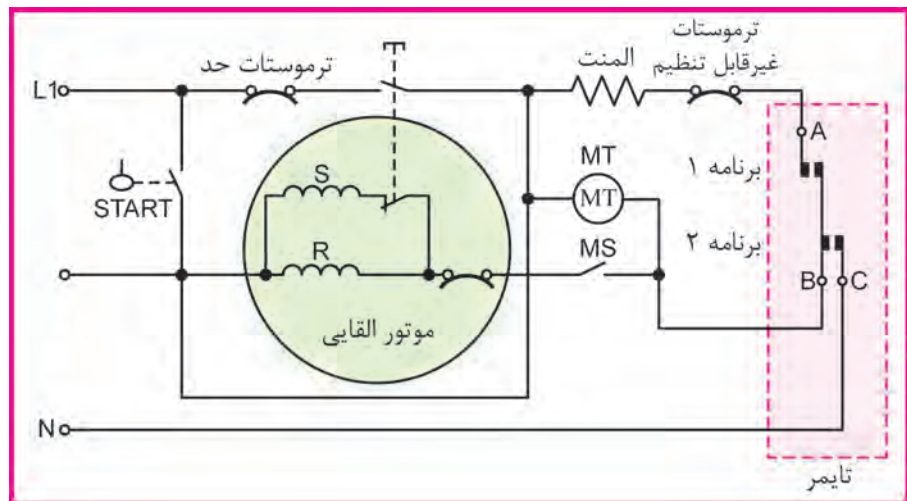 ترموستات
غیرقابل تنظیم
المنت
ترموستات حد
L1
A
برنامه ۱
MT
MT
START
S
برنامه ۲
MS
R
B
C
موتور القایی
N
تایمر